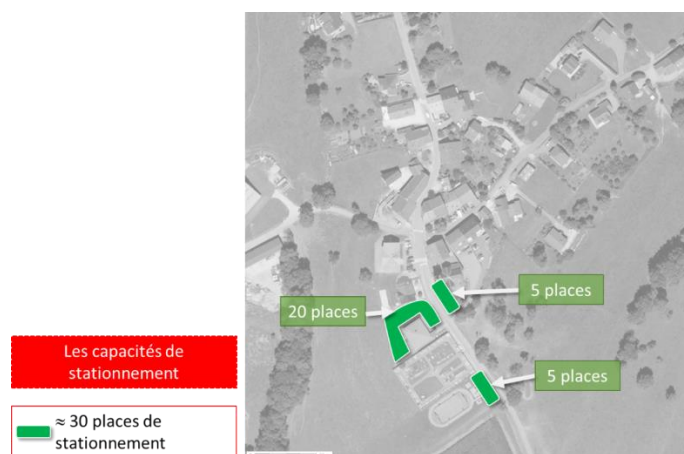 5 places
20 places
5 places
Les capacités de
stationnement
≈ 30 places de
stationnement